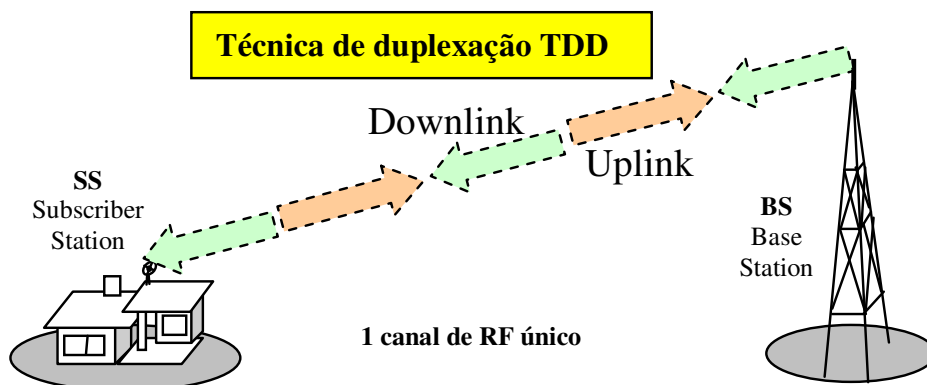 Técnica de duplexação TDD
Downlink
Uplink
SS
Subscriber
Station
BS
Base
Station
1 canal de RF único